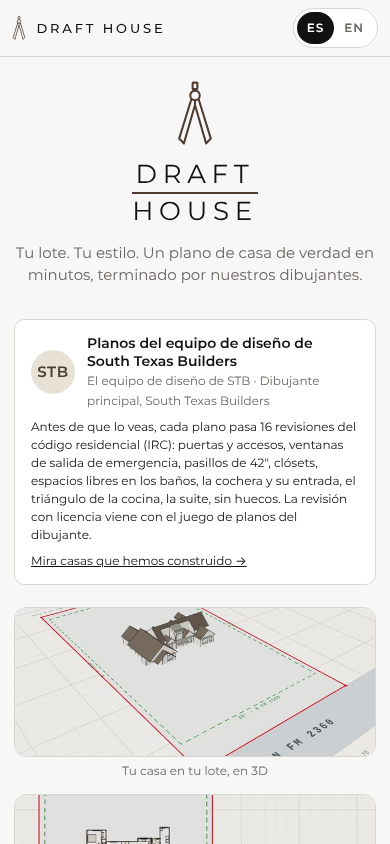 DRAFT HOUSE
ES EN
DRAFT
HOUSE
Tu lote. Tu estilo. Un plano de casa de verdad en
minutos, terminado por nuestros dibujantes.
STB
Planos del equipo de diseño de
South Texas Builders
El equipo de diseño de STB · Dibujante
principal, South Texas Builders
Antes de que lo veas, cada plano pasa 16 revisiones del
código residencial (IRC): puertas y accesos, ventanas
de salida de emergencia, pasillos de 42", clósets,
espacios libres en los baños, la cochera y su entrada, el
triángulo de la cocina, la suite, sin huecos. La revisión
con licencia viene con el juego de planos del
dibujante.
Mira casas que hemos construido →
N FM 2360
Tu casa en tu lote, en 3D